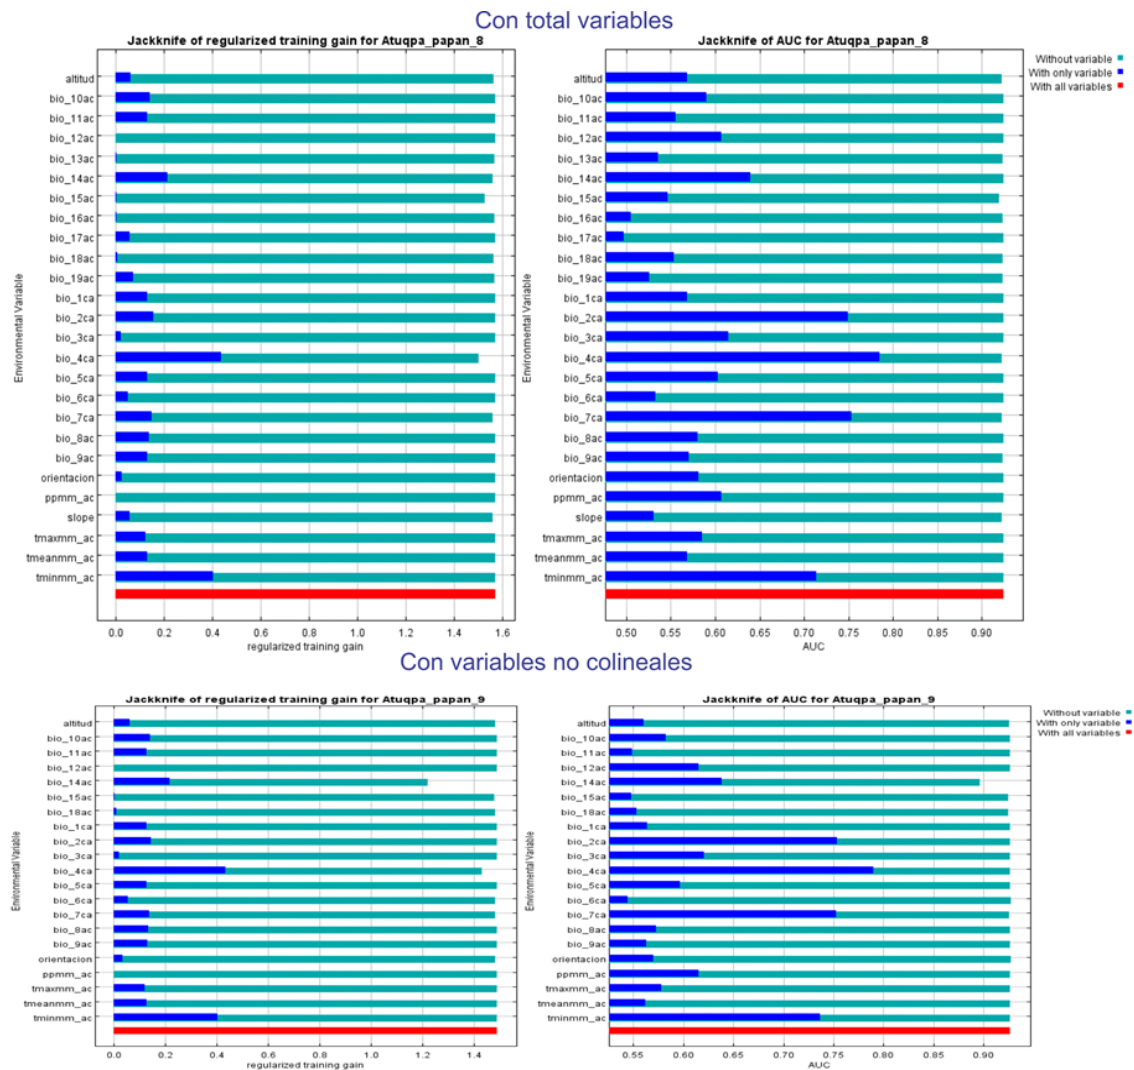 Con total variables
Jackknife of regularized training gain for Atuqpa_papan_8
Environmental Variable
altitud
bio_10ac
bio_11ac
bio_12ac
bio_13ac
bio_14ac
bio_15ac
bio_16ac
bio_17ac
bio_18ac
bio_19ac
bio_1ca
bio_2ca
bio_3ca
bio_4ca
bio_5ca
bio_6ca
bio_7ca
bio_8ac
bio_9ac
orientacion
ppmm_ac
slope
tmaxmm_ac
tmeanmm_ac
tminmm_ac
0.0 0.2 0.4 0.6 0.8 1.0 1.2 1.4 1.6
regularized training gain
Jackknife of AUC for Atuqpa_papan_8
Environmental Variable
altitud
bio_10ac
bio_11ac
bio_12ac
bio_13ac
bio_14ac
bio_15ac
bio_16ac
bio_17ac
bio_18ac
bio_19ac
bio_1ca
bio_2ca
bio_3ca
bio_4ca
bio_5ca
bio_6ca
bio_7ca
bio_8ac
bio_9ac
orientacion
ppmm_ac
slope
tmaxmm_ac
tmeanmm_ac
tminmm_ac
0.50 0.55 0.60 0.65 0.70 0.75 0.80 0.85 0.90
AUC
Without variable
With only variable
With all variables
Con variables no colineales
Jackknife of regularized training gain for Atuqpa_papan_9
Environmental Variable
altitud
bio_10ac
bio_11ac
bio_12ac
bio_14ac
bio_15ac
bio_18ac
bio_1ca
bio_2ca
bio_3ca
bio_4ca
bio_5ca
bio_6ca
bio_7ca
bio_8ac
bio_9ac
orientacion
ppmm_ac
tmaxmm_ac
tmeanmm_ac
tminmm_ac
0.0 0.2 0.4 0.6 0.8 1.0 1.2 1.4
regularized training gain
Jackknife of AUC for Atuqpa_papan_9
Environmental Variable
altitud
bio_10ac
bio_11ac
bio_12ac
bio_14ac
bio_15ac
bio_18ac
bio_1ca
bio_2ca
bio_3ca
bio_4ca
bio_5ca
bio_6ca
bio_7ca
bio_8ac
bio_9ac
orientacion
ppmm_ac
tmaxmm_ac
tmeanmm_ac
tminmm_ac
0.55 0.60 0.65 0.70 0.75 0.80 0.85 0.90
AUC
Without variable
With only variable
With all variables